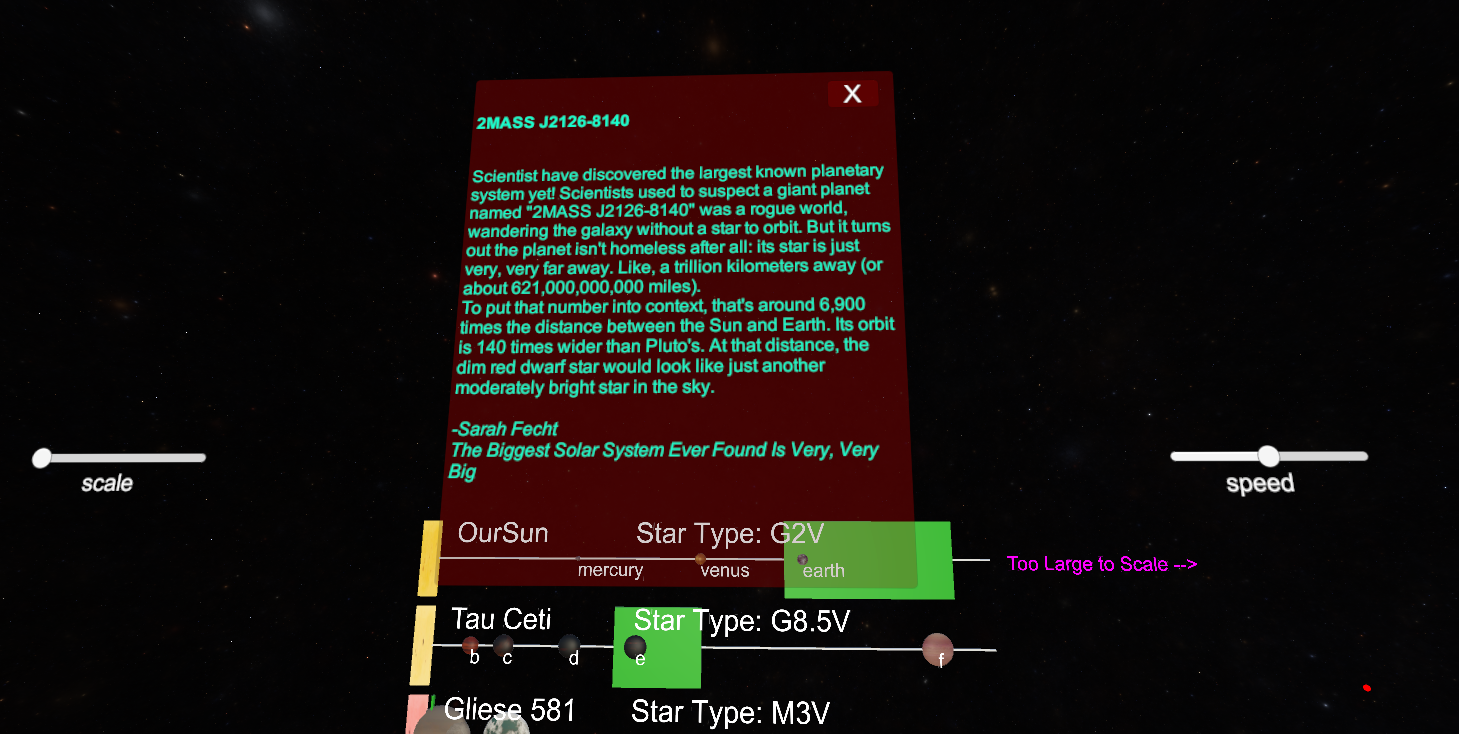 X
2MASS J2126-8140
Scientist have discovered the largest known planetary
system yet! Scientists used to suspect a giant planet
named "2MASS J2126-8140" was a rogue world,
wandering the galaxy without a star to orbit. But it turns
out the planet isn't homeless after all: its star is just
very, very far away. Like, a trillion kilometers away (or
about 621,000,000,000 miles).
To put that number into context, that's around 6,900
times the distance between the Sun and Earth. Its orbit
is 140 times wider than Pluto's. At that distance, the
dim red dwarf star would look like just another
moderately bright star in the sky.
-Sarah Fecht
The Biggest Solar System Ever Found Is Very, Very
Big
scale
speed
OurSun Star Type: G2V
mercury venus earth
Too Large to Scale -->
Tau Ceti Star Type: G8.5V
b c d e f
Gliese 581 Star Type: M3V